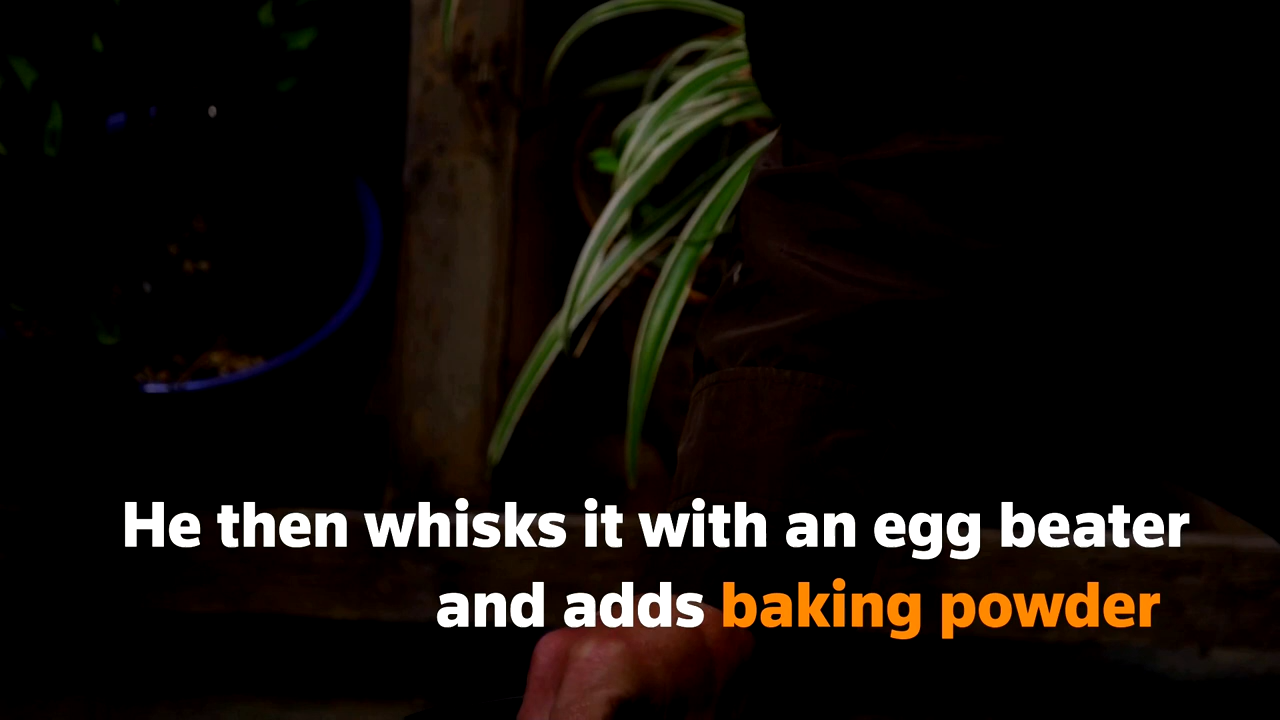 He then whisks it with an egg beater
and adds baking powder